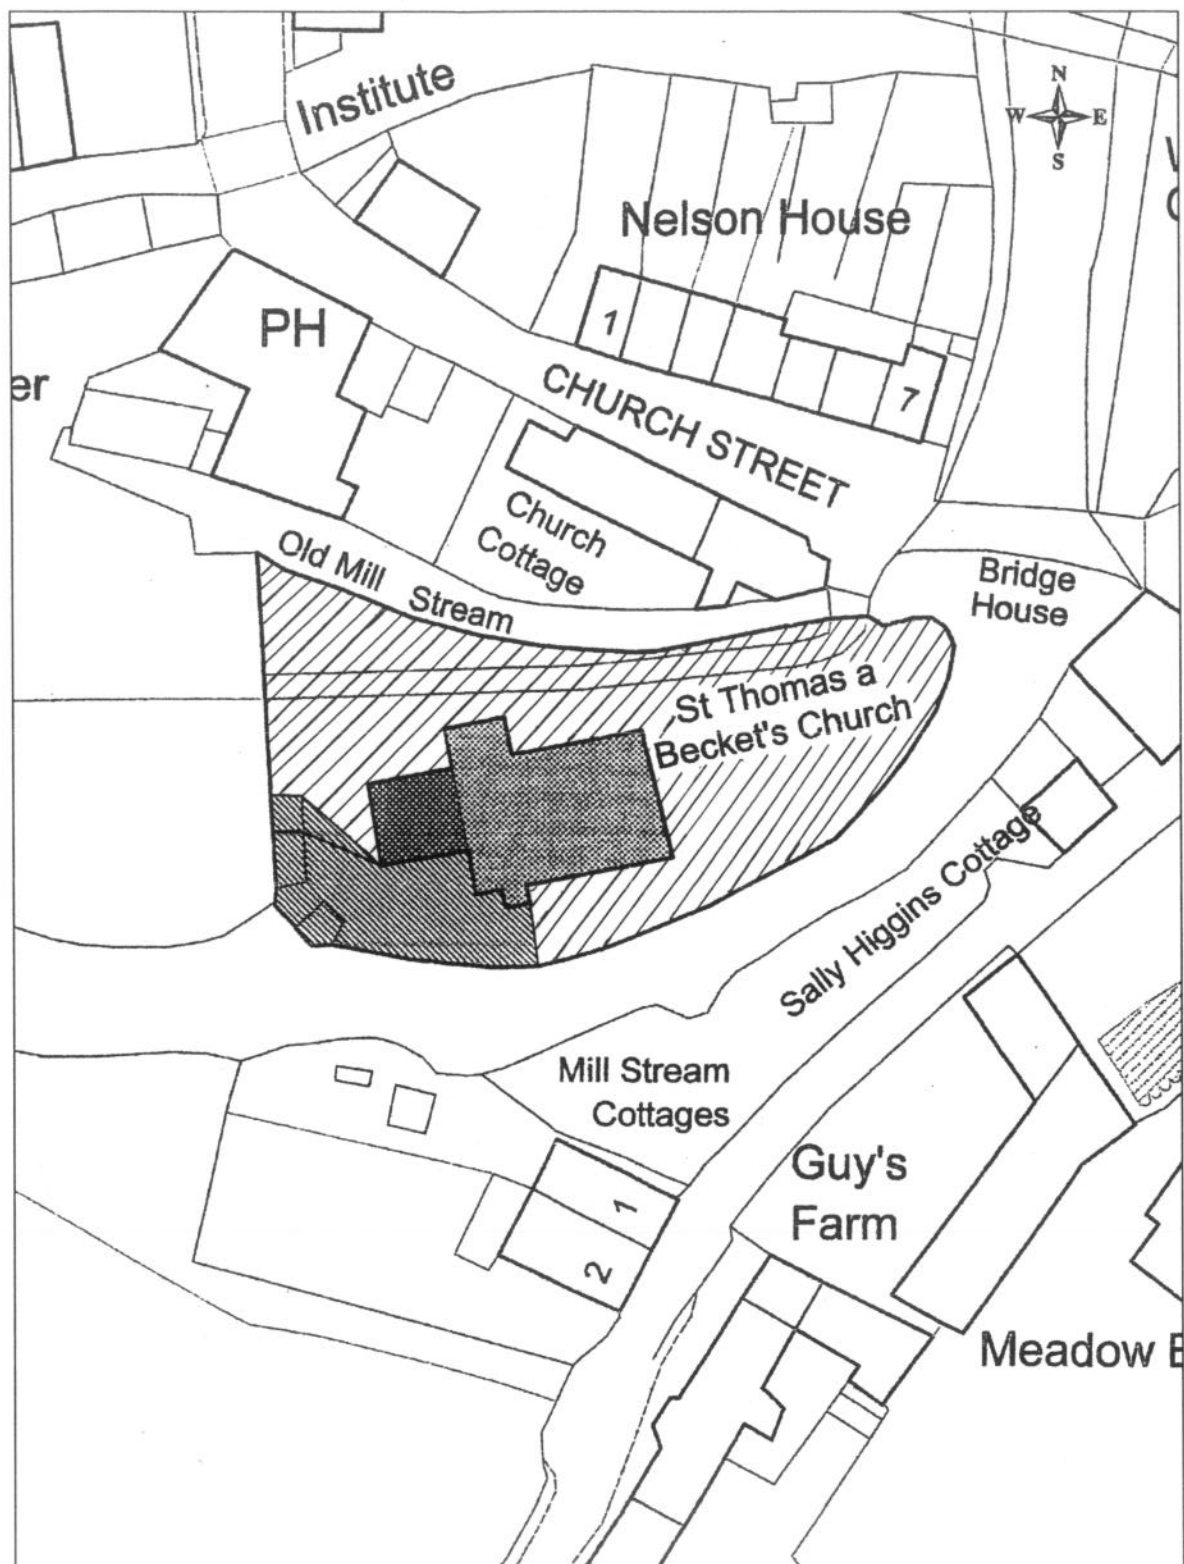 Institute
N
W E
S
Nelson House
PH
1
7
er
CHURCH STREET
Church
Cottage
Old Mill Stream
Bridge
House
St Thomas a
Becket's Church
Sally Higgins Cottage
Mill Stream
Cottages
1
2
Guy's
Farm
Meadow